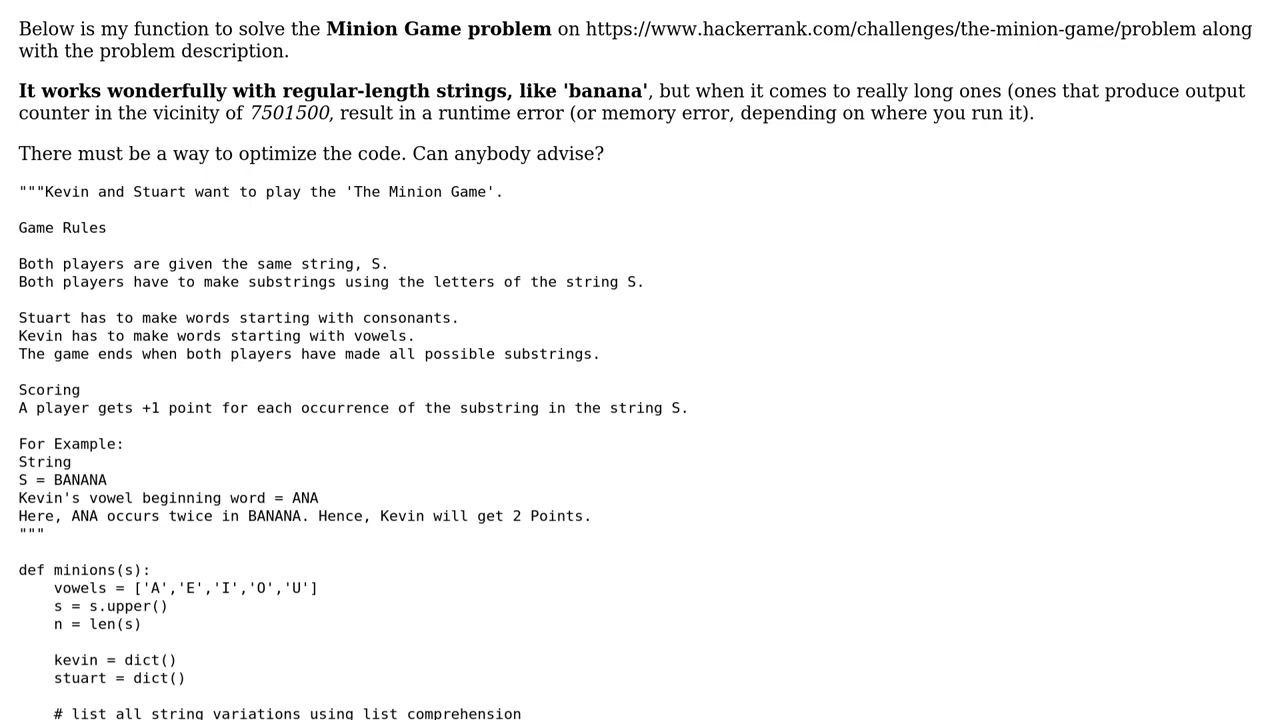 Below is my function to solve the Minion Game problem on https://www.hackerrank.com/challenges/the-minion-game/problem along
with the problem description.
It works wonderfully with regular-length strings, like 'banana', but when it comes to really long ones (ones that produce output
counter in the vicinity of 7501500, result in a runtime error (or memory error, depending on where you run it).
There must be a way to optimize the code. Can anybody advise?
"""Kevin and Stuart want to play the 'The Minion Game'.
Game Rules
Both players are given the same string, S.
Both players have to make substrings using the letters of the string S.
Stuart has to make words starting with consonants.
Kevin has to make words starting with vowels.
The game ends when both players have made all possible substrings.
Scoring
A player gets +1 point for each occurrence of the substring in the string S.
For Example:
String
S = BANANA
Kevin's vowel beginning word = ANA
Here, ANA occurs twice in BANANA. Hence, Kevin will get 2 Points.
"""
def minions(s):
    vowels = ['A','E','I','O','U']
    s = s.upper()
    n = len(s)
    kevin = dict()
    stuart = dict()
    # list all string variations using list comprehension